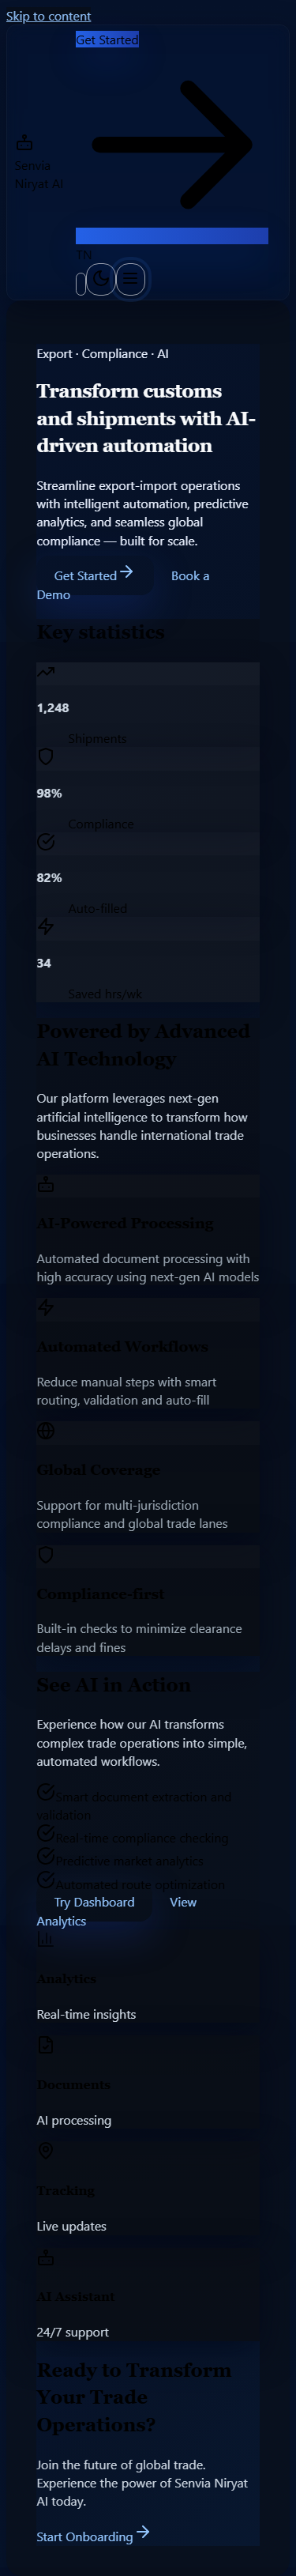 Skip to content
Get Started
Senvia
Niryat AI
TN
Export · Compliance · AI
Transform customs
and shipments with AI-
driven automation
Streamline export-import operations
with intelligent automation, predictive
analytics, and seamless global
compliance — built for scale.
Get Started
Book a
Demo
Key statistics
1,248
Shipments
98%
Compliance
82%
Auto-filled
34
Saved hrs/wk
Powered by Advanced
AI Technology
Our platform leverages next-gen
artificial intelligence to transform how
businesses handle international trade
operations.
AI-Powered Processing
Automated document processing with
high accuracy using next-gen AI models
Automated Workflows
Reduce manual steps with smart
routing, validation and auto-fill
Global Coverage
Support for multi-jurisdiction
compliance and global trade lanes
Compliance-first
Built-in checks to minimize clearance
delays and fines
See AI in Action
Experience how our AI transforms
complex trade operations into simple,
automated workflows.
Smart document extraction and
validation
Real-time compliance checking
Predictive market analytics
Automated route optimization
Try Dashboard
View
Analytics
Analytics
Real-time insights
Documents
AI processing
Tracking
Live updates
AI Assistant
24/7 support
Ready to Transform
Your Trade
Operations?
Join the future of global trade.
Experience the power of Senvia Niryat
AI today.
Start Onboarding